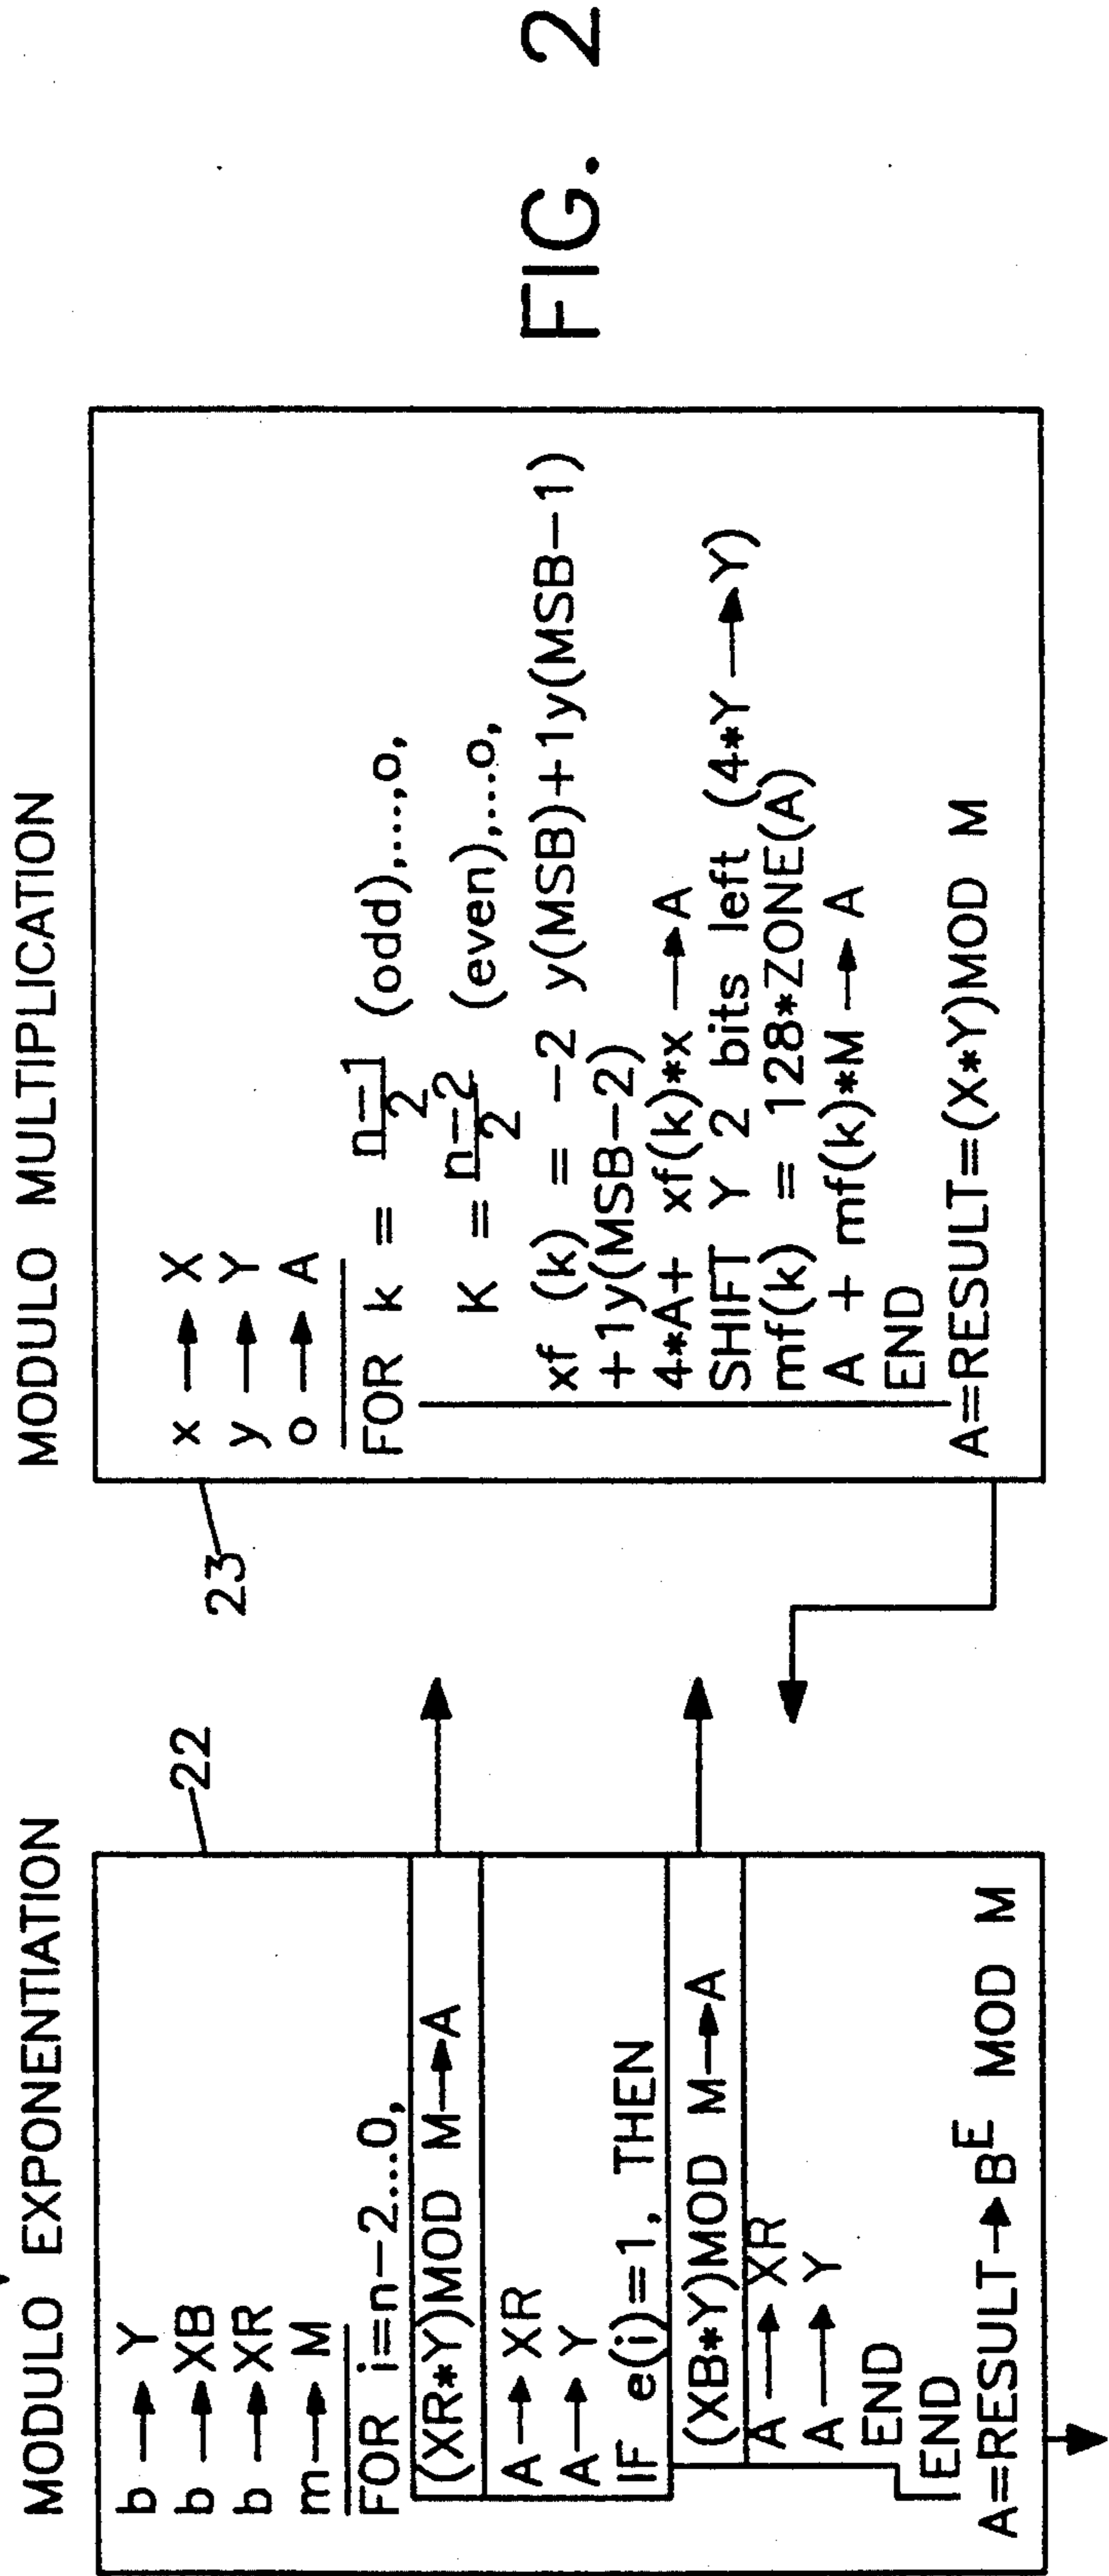 MODULO EXPONENTIATION
22
b → Y
b → XB
b → XR
m → M
FOR i=n-2...0,
(XR*Y)MOD M→A
A → XR
A → Y
IF e(i)=1, THEN
(XB*Y)MOD M→A
A → XR
A → Y
END
END
A=RESULT→B^E MOD M
MODULO MULTIPLICATION
23
x → X
y → Y
o → A
FOR k = n-1/2 (odd),...,o,
K = n-2/2 (even),...o,
xf (k) = -2 y(MSB)+1y(MSB-1)
+1y(MSB-2)
4*A+ xf(k)*x → A
SHIFT Y 2 bits left (4*Y → Y)
mf(k) = 128*ZONE(A)
A + mf(k)*M → A
END
A=RESULT=(X*Y)MOD M
FIG. 2